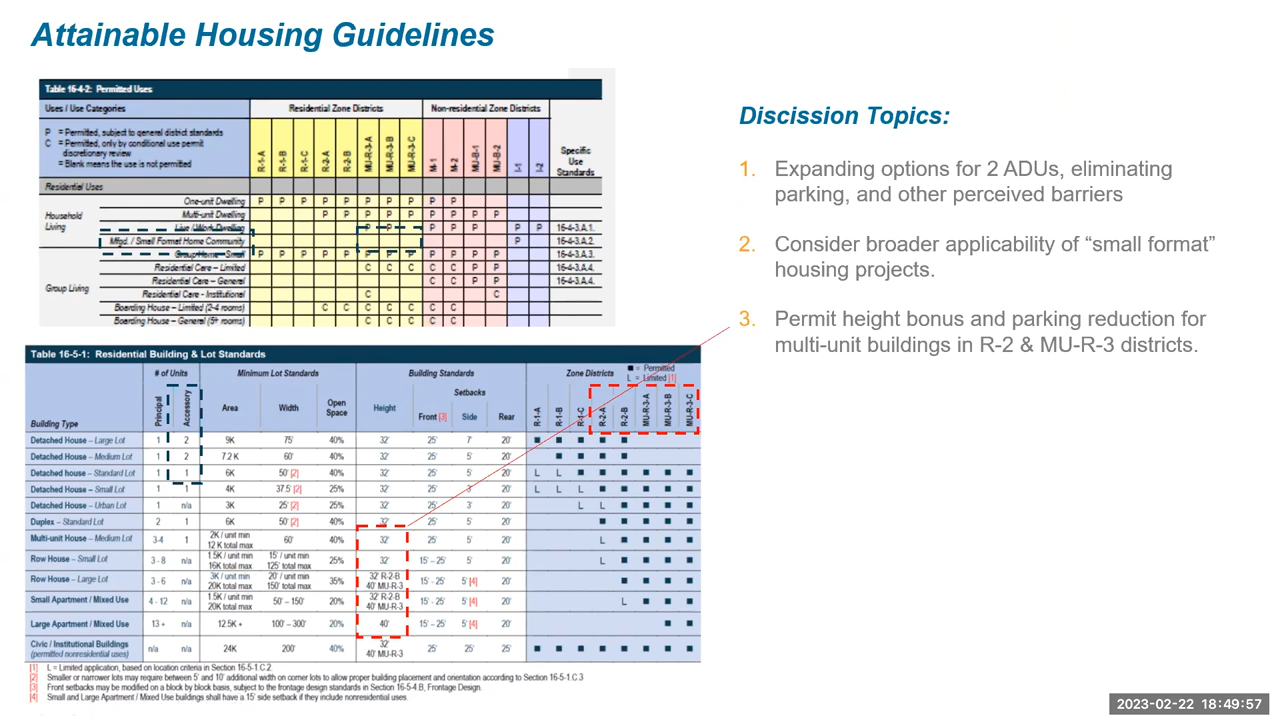 Attainable Housing Guidelines
Table 16-4-2: Permitted Uses
Uses / Use Categories Residential Zone Districts Non-residential Zone Districts
P = Permitted, subject to general district standards
C = Permitted, only by conditional use permit
discretionary review
= Blank means the use is not permitted
R-1-A R-1-B R-1-C R-2-A R-2-B MU-R-3-A MU-R-3-B MU-R-3-C M-1 M-2 MU-B-1 MU-B-2 I-1 I-2
Specific
Use
Standards
Residential Uses
Household
Living
One-unit Dwelling P P P P P P P P P P
Multi-unit Dwelling P P P P P P P P P
Live / Work Dwelling P P P P P P P P 16-4-3.A.1.
Mfgd. / Small Format Home Community P 16-4-3.A.2.
Group Living
Group Home – Small P P P P P P P P P P P P 16-4-3.A.3.
Residential Care – Limited C C C C C P P 16-4-3.A.4.
Residential Care – General C C P P 16-4-3.A.4.
Residential Care - Institutional C C
Boarding House – Limited (2-4 rooms) C C C C C C C
Boarding House – General (5+ rooms) C C C C C
Table 16-5-1: Residential Building & Lot Standards
# of Units Minimum Lot Standards Building Standards Zone Districts
■ = Permitted
L = Limited [1]
Building Type Principal Accessory Area Width Open Space Height Setbacks Front [3] Side Rear R-1-A R-1-B R-1-C R-2-A R-2-B MU-R-3-A MU-R-3-B MU-R-3-C
Detached House – Large Lot 1 2 9K 75' 40% 32' 25' 7' 20' ■ ■ ■ ■ ■
Detached House – Medium Lot 1 2 7.2 K 60' 40% 32' 25' 5' 20' ■ ■ ■ ■
Detached house – Standard Lot 1 1 6K 50' [2] 40% 32' 25' 5' 20' L L ■ ■ ■ ■ ■ ■
Detached House – Small Lot 1 1 4K 37.5' [2] 25% 32' 25' 3' 20' L L L ■ ■ ■ ■ ■
Detached House – Urban Lot 1 n/a 3K 25' [2] 25% 32' 25' 3' 20' L L ■ ■ ■ ■
Duplex – Standard Lot 2 1 6K 50' [2] 40% 32' 25' 5' 20' ■ ■ ■ ■ ■
Multi-unit House – Medium Lot 3-4 1 2K / unit min 12 K total max 60' 40% 32' 25' 5' 20' L ■ ■ ■ ■
Row House – Small Lot 3 - 8 n/a 1.5K / unit min 16K total max 15' / unit min 125' total max 25% 32' 15' – 25' 5' 20' L ■ ■ ■ ■
Row House – Large Lot 3 - 6 n/a 3K / unit min 20K total max 20' / unit min 150' total max 35% 32' R-2-B 40' MU-R-3 15' - 25' 5' [4] 20' ■ ■ ■ ■
Small Apartment / Mixed Use 4 - 12 n/a 1.5K / unit min 20K total max 50' – 150' 20% 32' R-2-B 40' MU-R-3 15' - 25' 5' [4] 20' L ■ ■ ■
Large Apartment / Mixed Use 13 + n/a 12.5K + 100' – 300' 20% 40' 15' – 25' 5' [4] 20' ■ ■
Civic / Institutional Buildings (permitted nonresidential uses) n/a n/a 24K 200' 40% 32' 40' MU-R-3 25' 25' 25' ■ ■ ■ ■ ■ ■ ■ ■
[1] L = Limited application, based on location criteria in Section 16-5-1.C.2.
[2] Smaller or narrower lots may require between 5' and 10' additional width on corner lots to allow proper building placement and orientation according to Section 16-5-1.C.3
[3] Front setbacks may be modified on a block by block basis, subject to the frontage design standards in Section 16-5-4.B, Frontage Design.
[4] Small and Large Apartment / Mixed Use buildings shall have a 15' side setback if they include nonresidential uses.
Discission Topics:
1. Expanding options for 2 ADUs, eliminating
parking, and other perceived barriers
2. Consider broader applicability of “small format”
housing projects.
3. Permit height bonus and parking reduction for
multi-unit buildings in R-2 & MU-R-3 districts.
2023-02-22 18:49:57